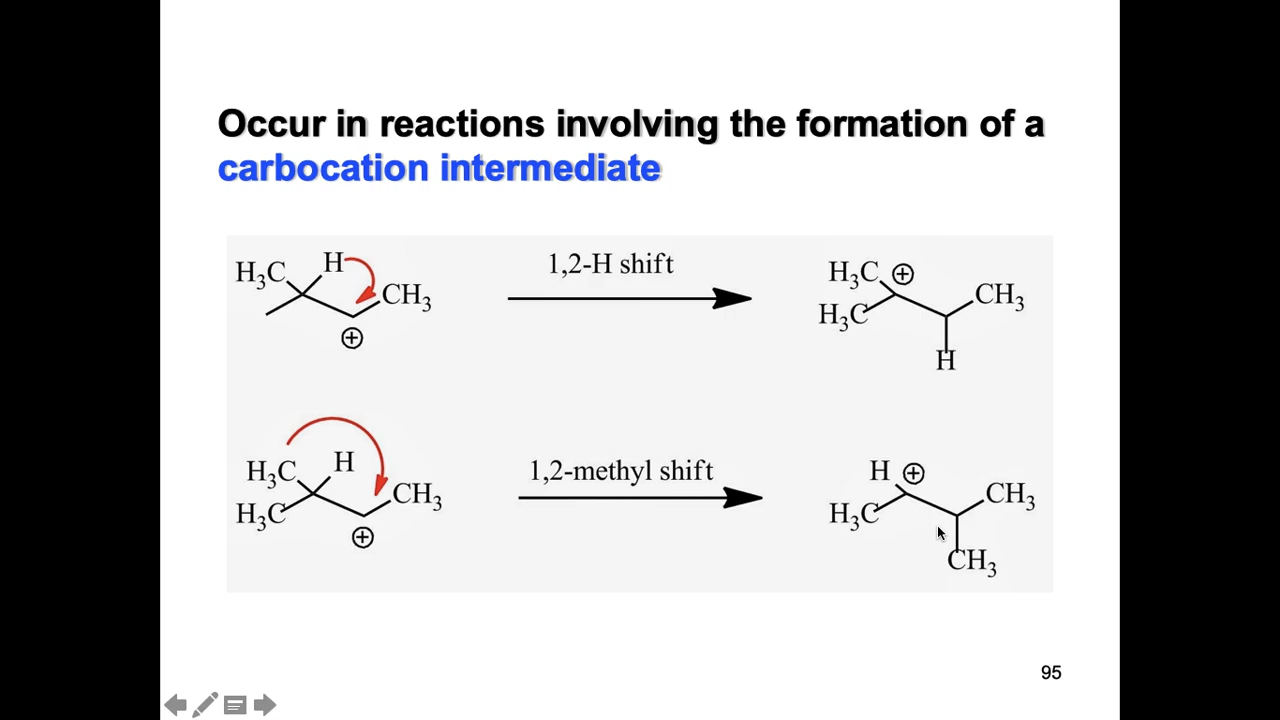 Occur in reactions involving the formation of a
carbocation intermediate
H₃C H CH₃
⊕
1,2-H shift
H₃C ⊕ CH₃
H₃C
H
H₃C H CH₃
H₃C
⊕
1,2-methyl shift
H ⊕ CH₃
H₃C
CH₃
95